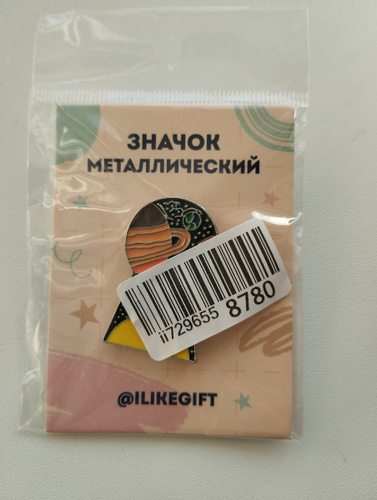 ЗНАЧОК
МЕТАЛЛИЧЕСКИЙ
ii729655 8780
@ILIKEGIFT